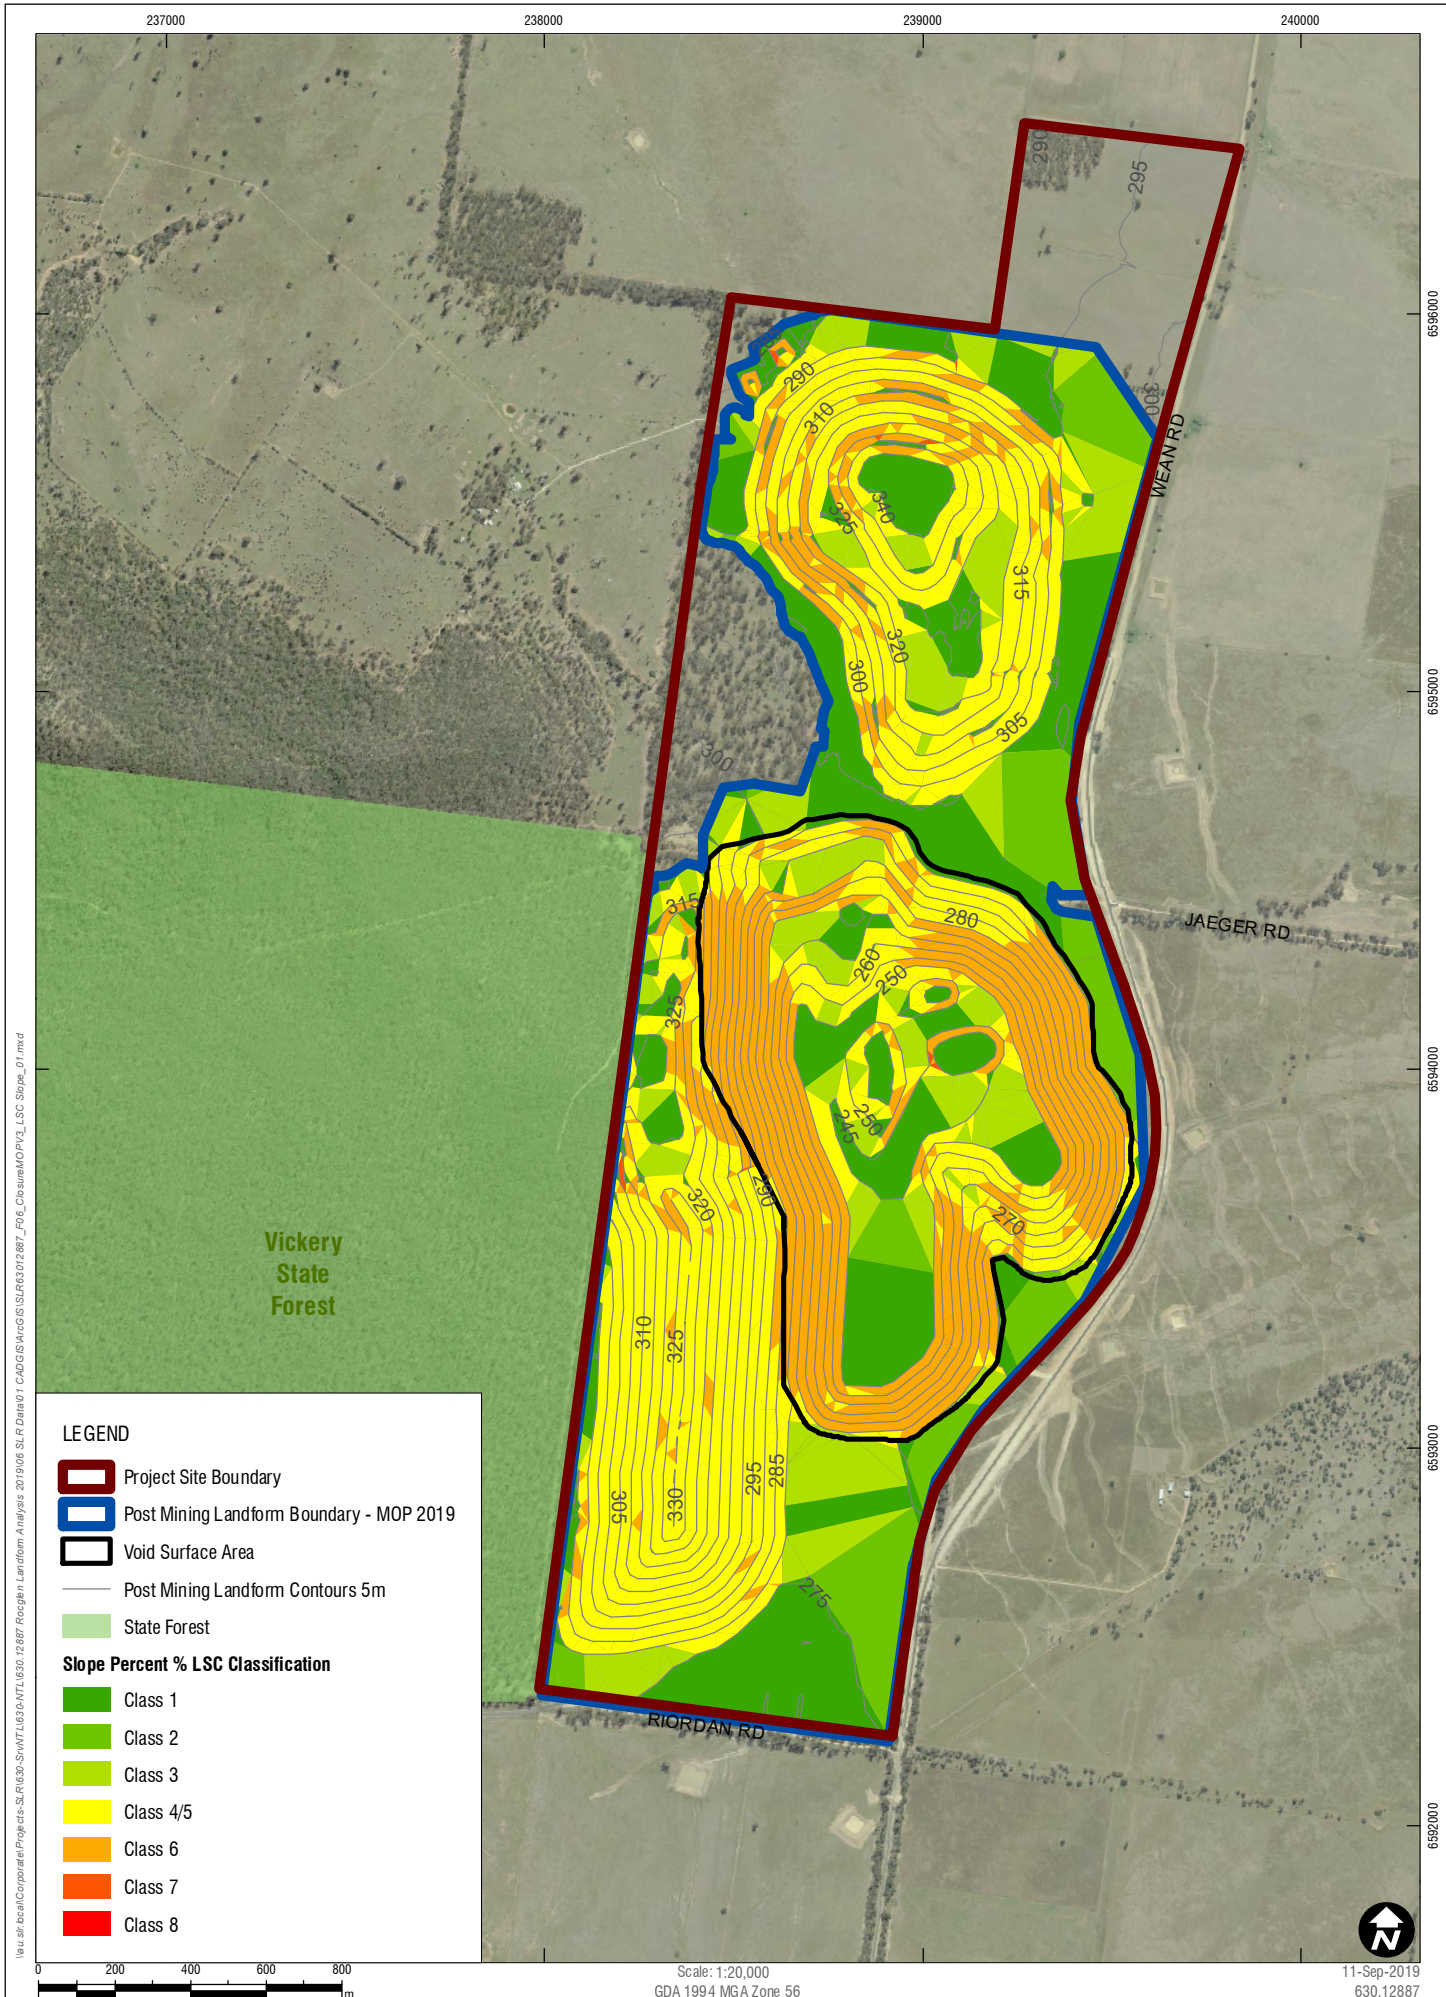 237000
238000
239000
240000
290
295
6596000
285
290
300
310
WEAN RD
325
340
315
320
300
305
6595000
300
315
280
JAEGER RD
260
250
325
6594000
250
245
290
320
270
Vickery
State
Forest
310
325
6593000
295
285
305
330
275
RIORDAN RD
6592000
LEGEND
Project Site Boundary
Post Mining Landform Boundary - MOP 2019
Void Surface Area
Post Mining Landform Contours 5m
State Forest
Slope Percent % LSC Classification
Class 1
Class 2
Class 3
Class 4/5
Class 6
Class 7
Class 8
N
0 200 400 600 800
m
Scale: 1:20,000
GDA 1994 MGA Zone 56
11-Sep-2019
630.12887